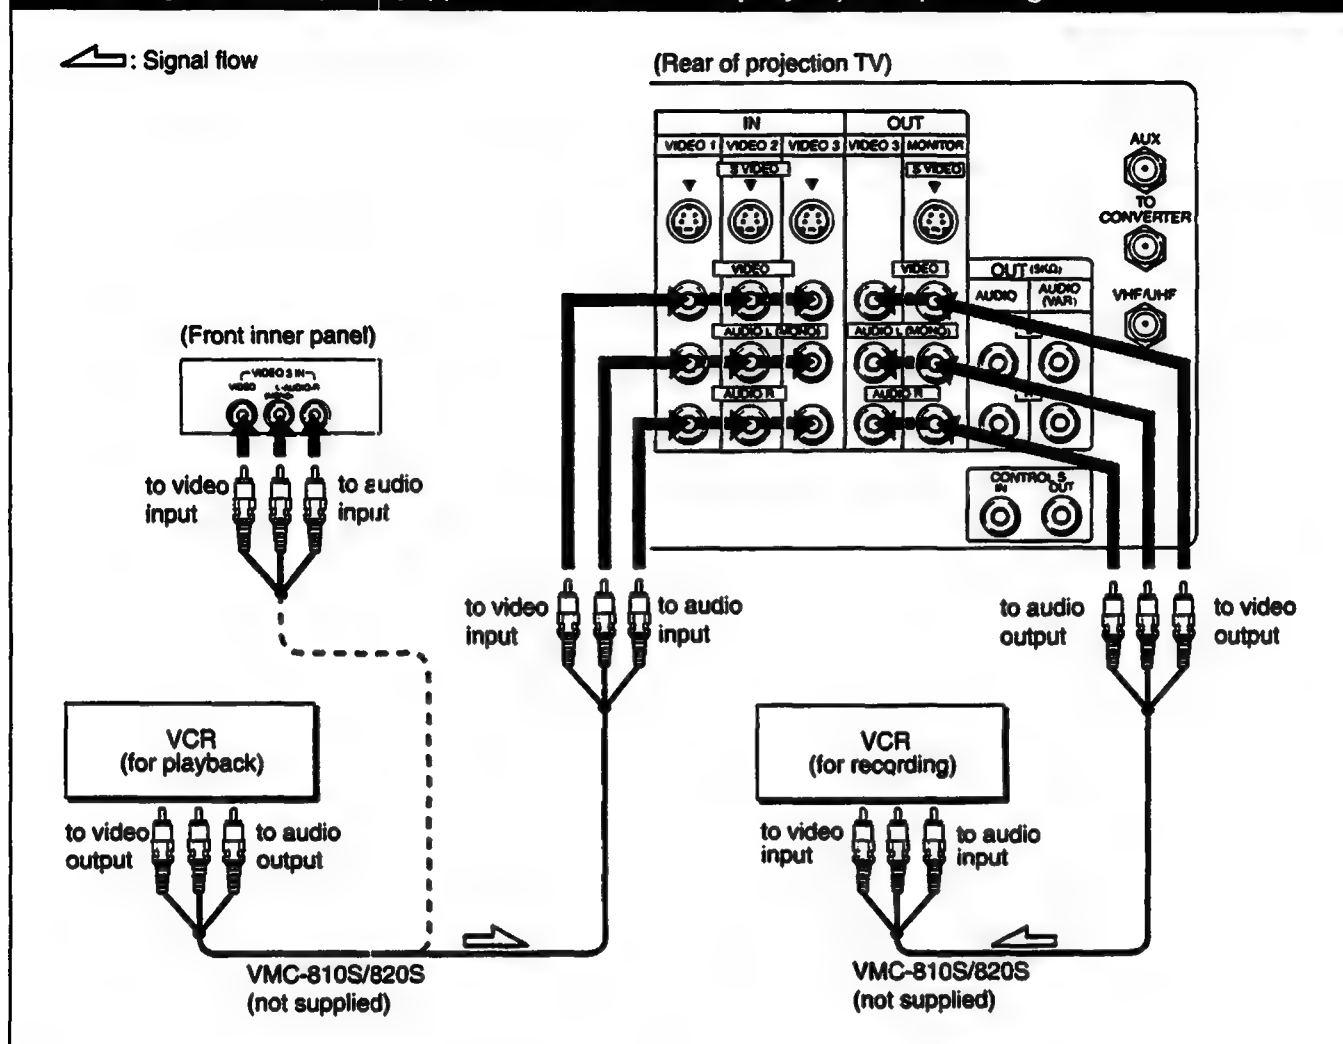 : Signal flow
(Rear of projection TV)
IN OUT
VIDEO 1 VIDEO 2 VIDEO 3 VIDEO 3 MONITOR
S VIDEO S VIDEO
AUX
TO
CONVERTER
VIDEO VIDEO
OUT (5KΩ)
AUDIO AUDIO
(VAR)
VHF/UHF
AUDIO L (MONO) AUDIO L (MONO)
AUDIO R AUDIO R
CONTROL S
IN OUT
(Front inner panel)
VIDEO
L-AUDIO-R
to video
input
to audio
input
to video
input
to audio
input
to audio
output
to video
output
VCR
(for playback)
VCR
(for recording)
to video
output
to audio
output
to video
input
to audio
input
VMC-810S/820S
(not supplied)
VMC-810S/820S
(not supplied)